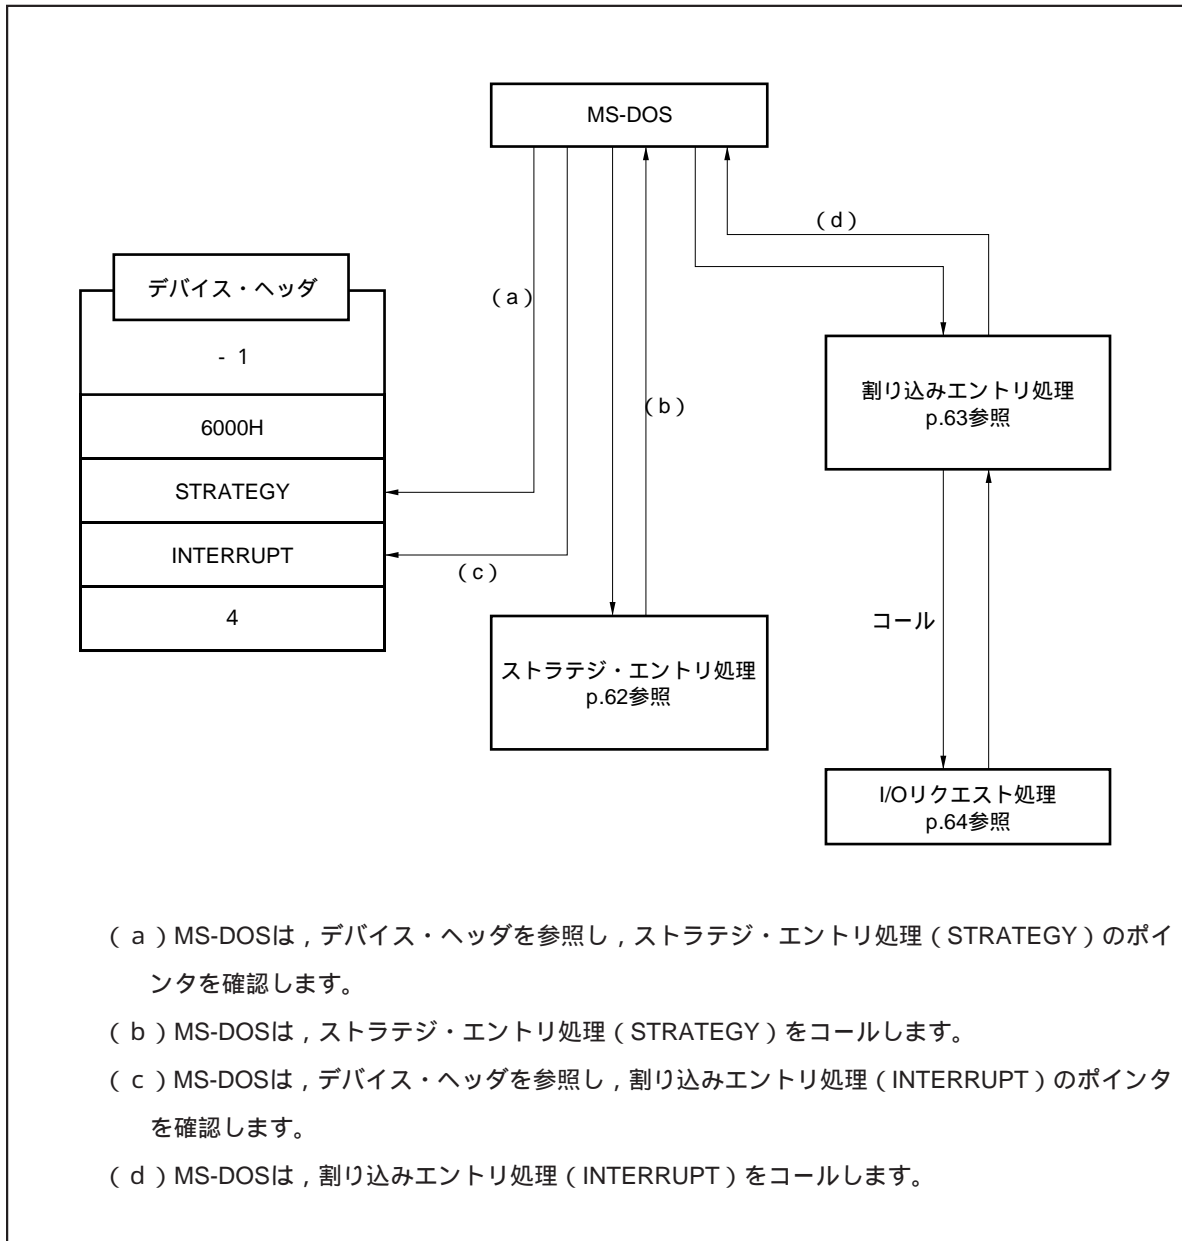 MS-DOS
（d）
デバイス・ヘッダ
（a）
- 1
割り込みエントリ処理
p.63参照
（b）
6000H
STRATEGY
INTERRUPT
（c）
4
コール
ストラテジ・エントリ処理
p.62参照
I/Oリクエスト処理
p.64参照
（a）MS-DOSは，デバイス・ヘッダを参照し，ストラテジ・エントリ処理（STRATEGY）のポイ
ンタを確認します。
（b）MS-DOSは，ストラテジ・エントリ処理（STRATEGY）をコールします。
（c）MS-DOSは，デバイス・ヘッダを参照し，割り込みエントリ処理（INTERRUPT）のポインタ
を確認します。
（d）MS-DOSは，割り込みエントリ処理（INTERRUPT）をコールします。